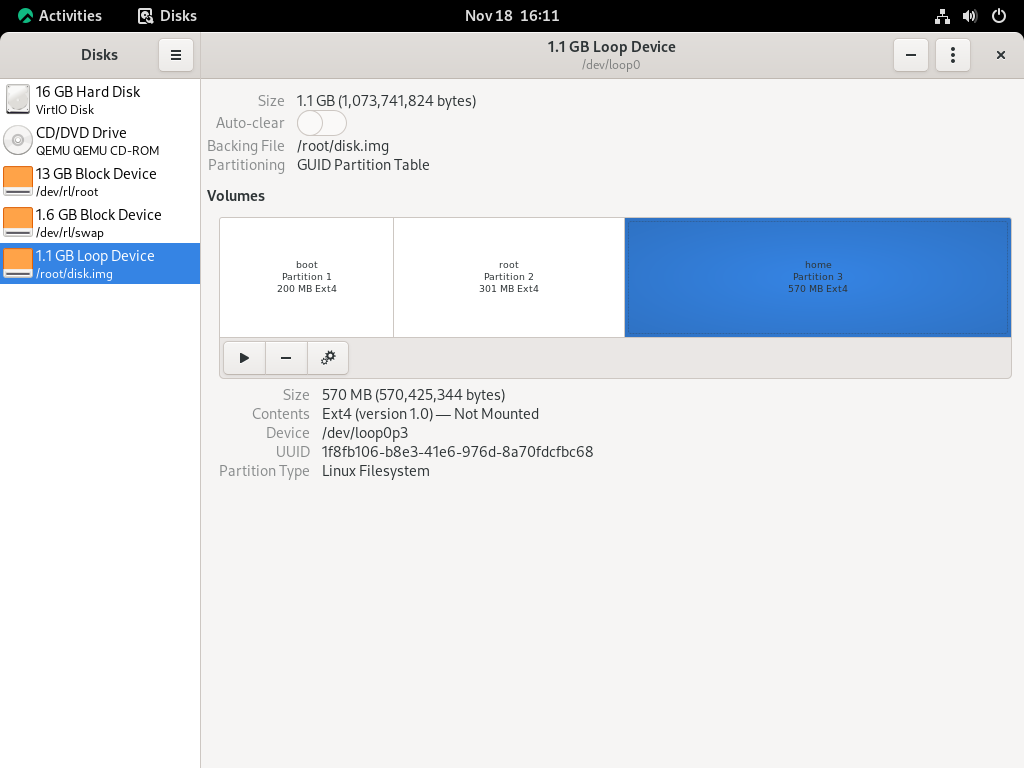 Activities
Disks
Nov 18 16:11
Disks
1.1 GB Loop Device
/dev/loop0
16 GB Hard Disk
VirtIO Disk
CD/DVD Drive
QEMU QEMU CD-ROM
13 GB Block Device
/dev/rl/root
1.6 GB Block Device
/dev/rl/swap
1.1 GB Loop Device
/root/disk.img
Size 1.1 GB (1,073,741,824 bytes)
Auto-clear
Backing File /root/disk.img
Partitioning GUID Partition Table
Volumes
boot
Partition 1
200 MB Ext4
root
Partition 2
301 MB Ext4
home
Partition 3
570 MB Ext4
Size 570 MB (570,425,344 bytes)
Contents Ext4 (version 1.0) — Not Mounted
Device /dev/loop0p3
UUID 1f8fb106-b8e3-41e6-976d-8a70fdcfbc68
Partition Type Linux Filesystem